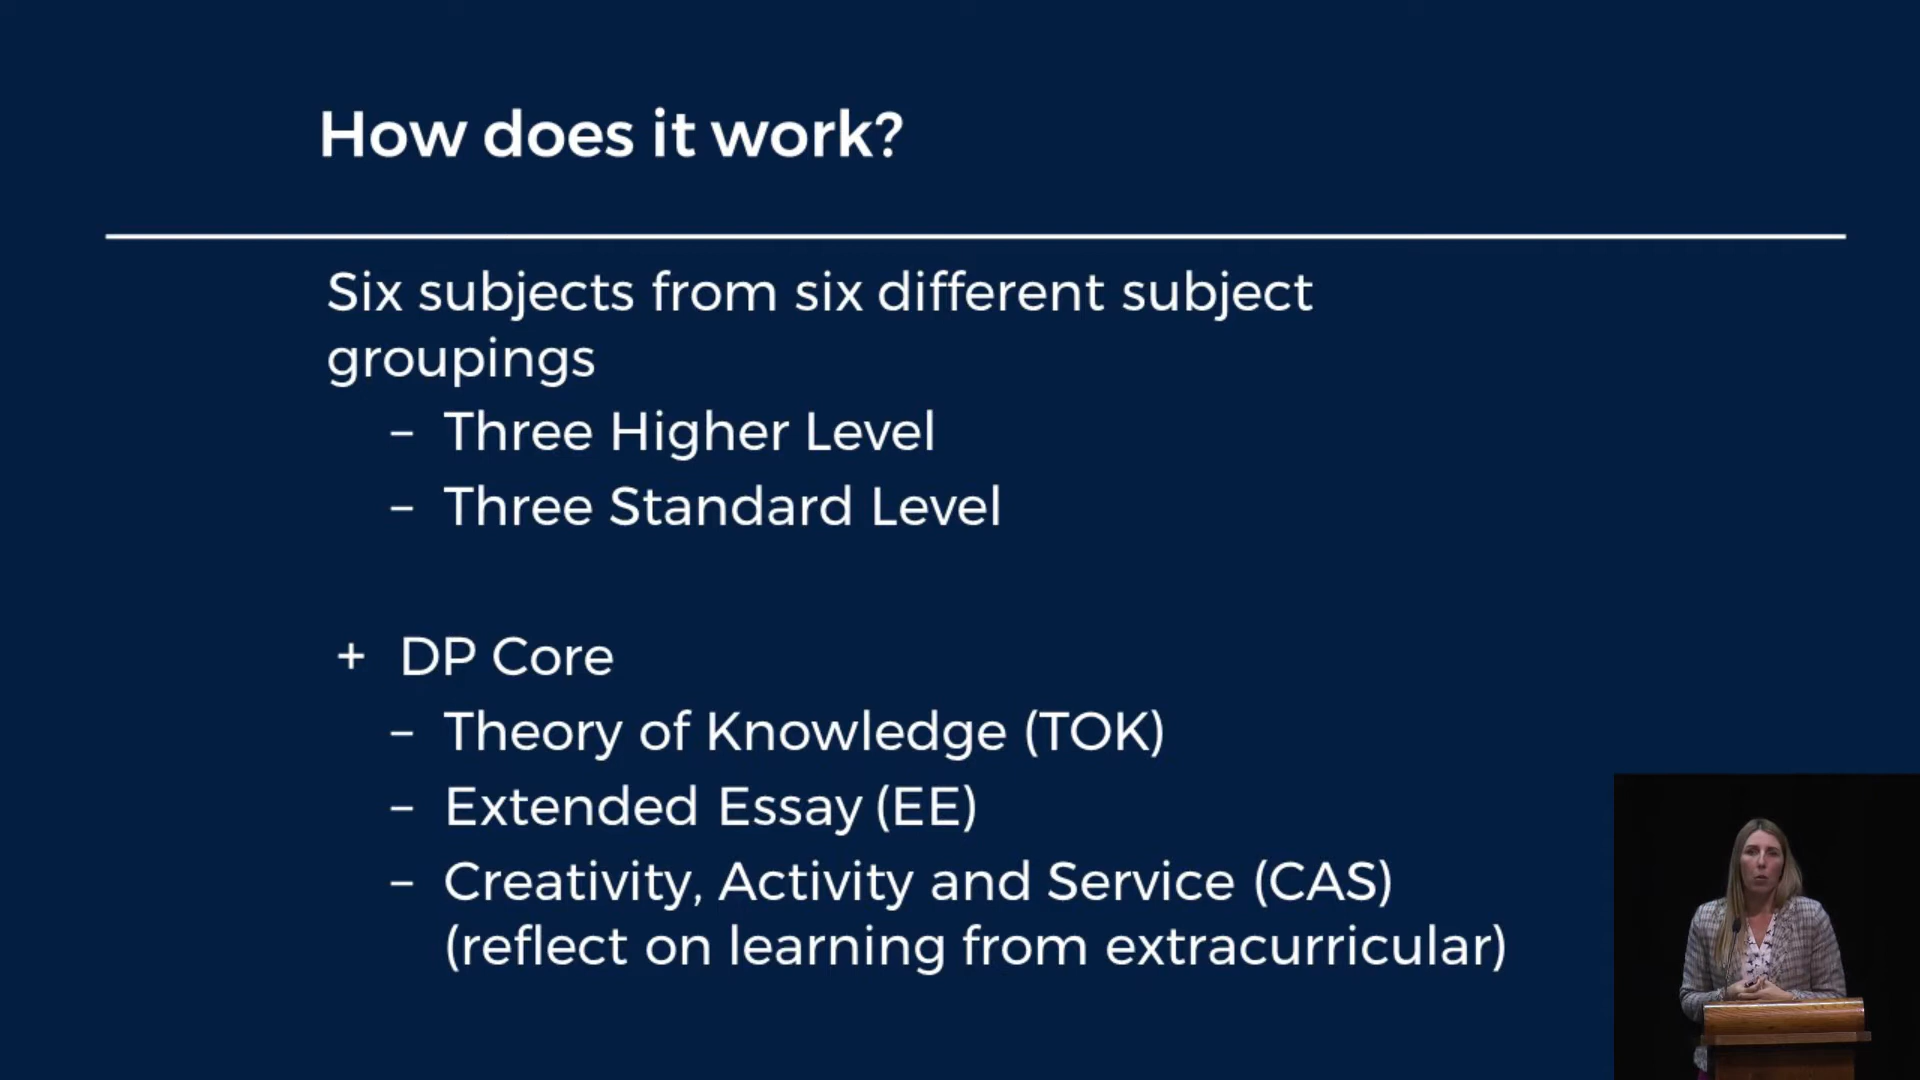 How does it work?
Six subjects from six different subject
groupings
– Three Higher Level
– Three Standard Level
+ DP Core
– Theory of Knowledge (TOK)
– Extended Essay (EE)
– Creativity, Activity and Service (CAS)
(reflect on learning from extracurricular)